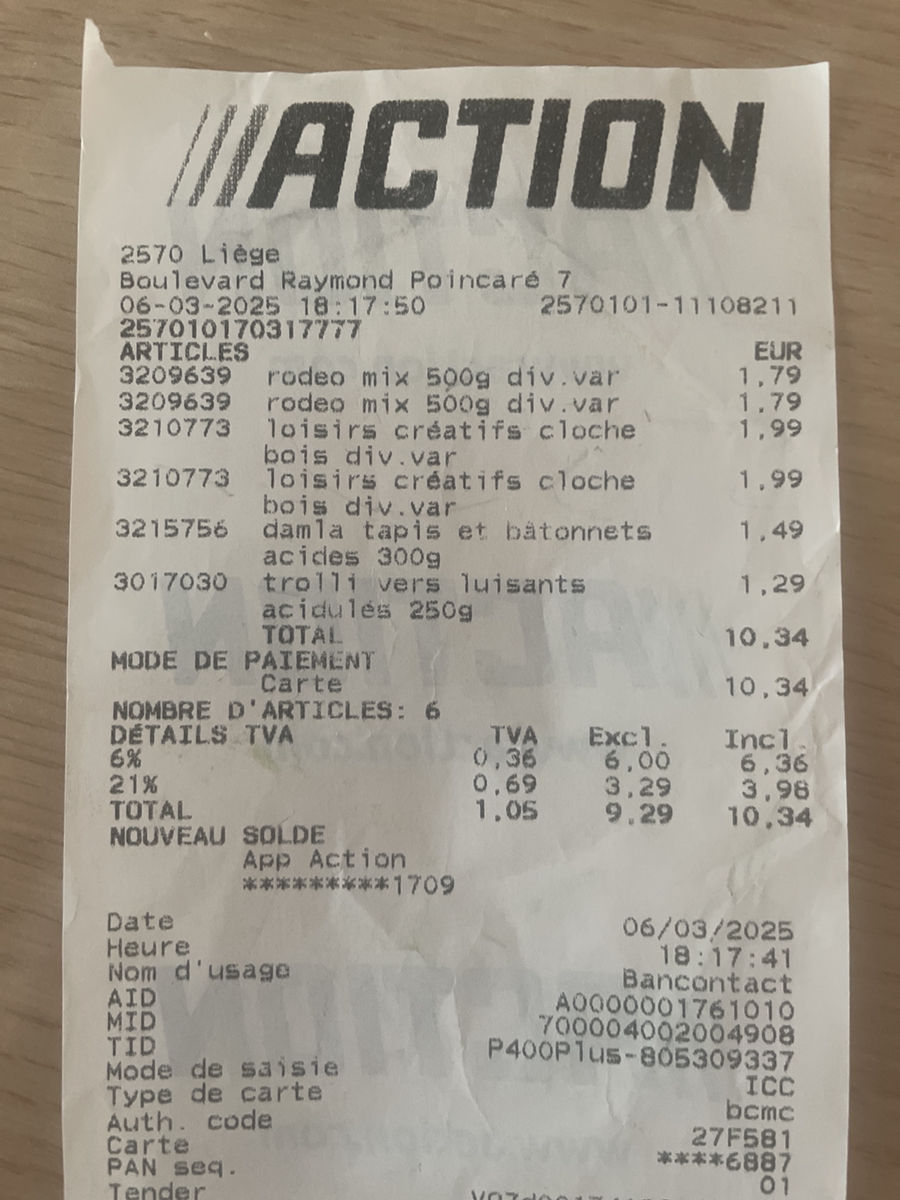 ///ACTION
2570 Liège
Boulevard Raymond Poincaré 7
06-03-2025 18:17:50 2570101-11108211
257010170317777
ARTICLES EUR
3209639 rodeo mix 500g div.var 1,79
3209639 rodeo mix 500g div.var 1,79
3210773 loisirs créatifs cloche 1,99
bois div.var
3210773 loisirs créatifs cloche 1,99
bois div.var
3215756 damla tapis et bâtonnets 1,49
acides 300g
3017030 trolli vers luisants 1,29
acidulés 250g
TOTAL 10,34
MODE DE PAIEMENT
Carte 10,34
NOMBRE D'ARTICLES: 6
DÉTAILS TVA TVA Excl. Incl.
6% 0,36 6,00 6,36
21% 0,69 3,29 3,98
TOTAL 1,05 9,29 10,34
NOUVEAU SOLDE
App Action
*********1709
Date 06/03/2025
Heure 18:17:41
Nom d'usage Bancontact
AID A0000001761010
MID 700004002004908
TID P400Plus-805309337
Mode de saisie ICC
Type de carte bcmc
Auth. code 27F581
Carte ****6887
PAN seq. 01
Tender